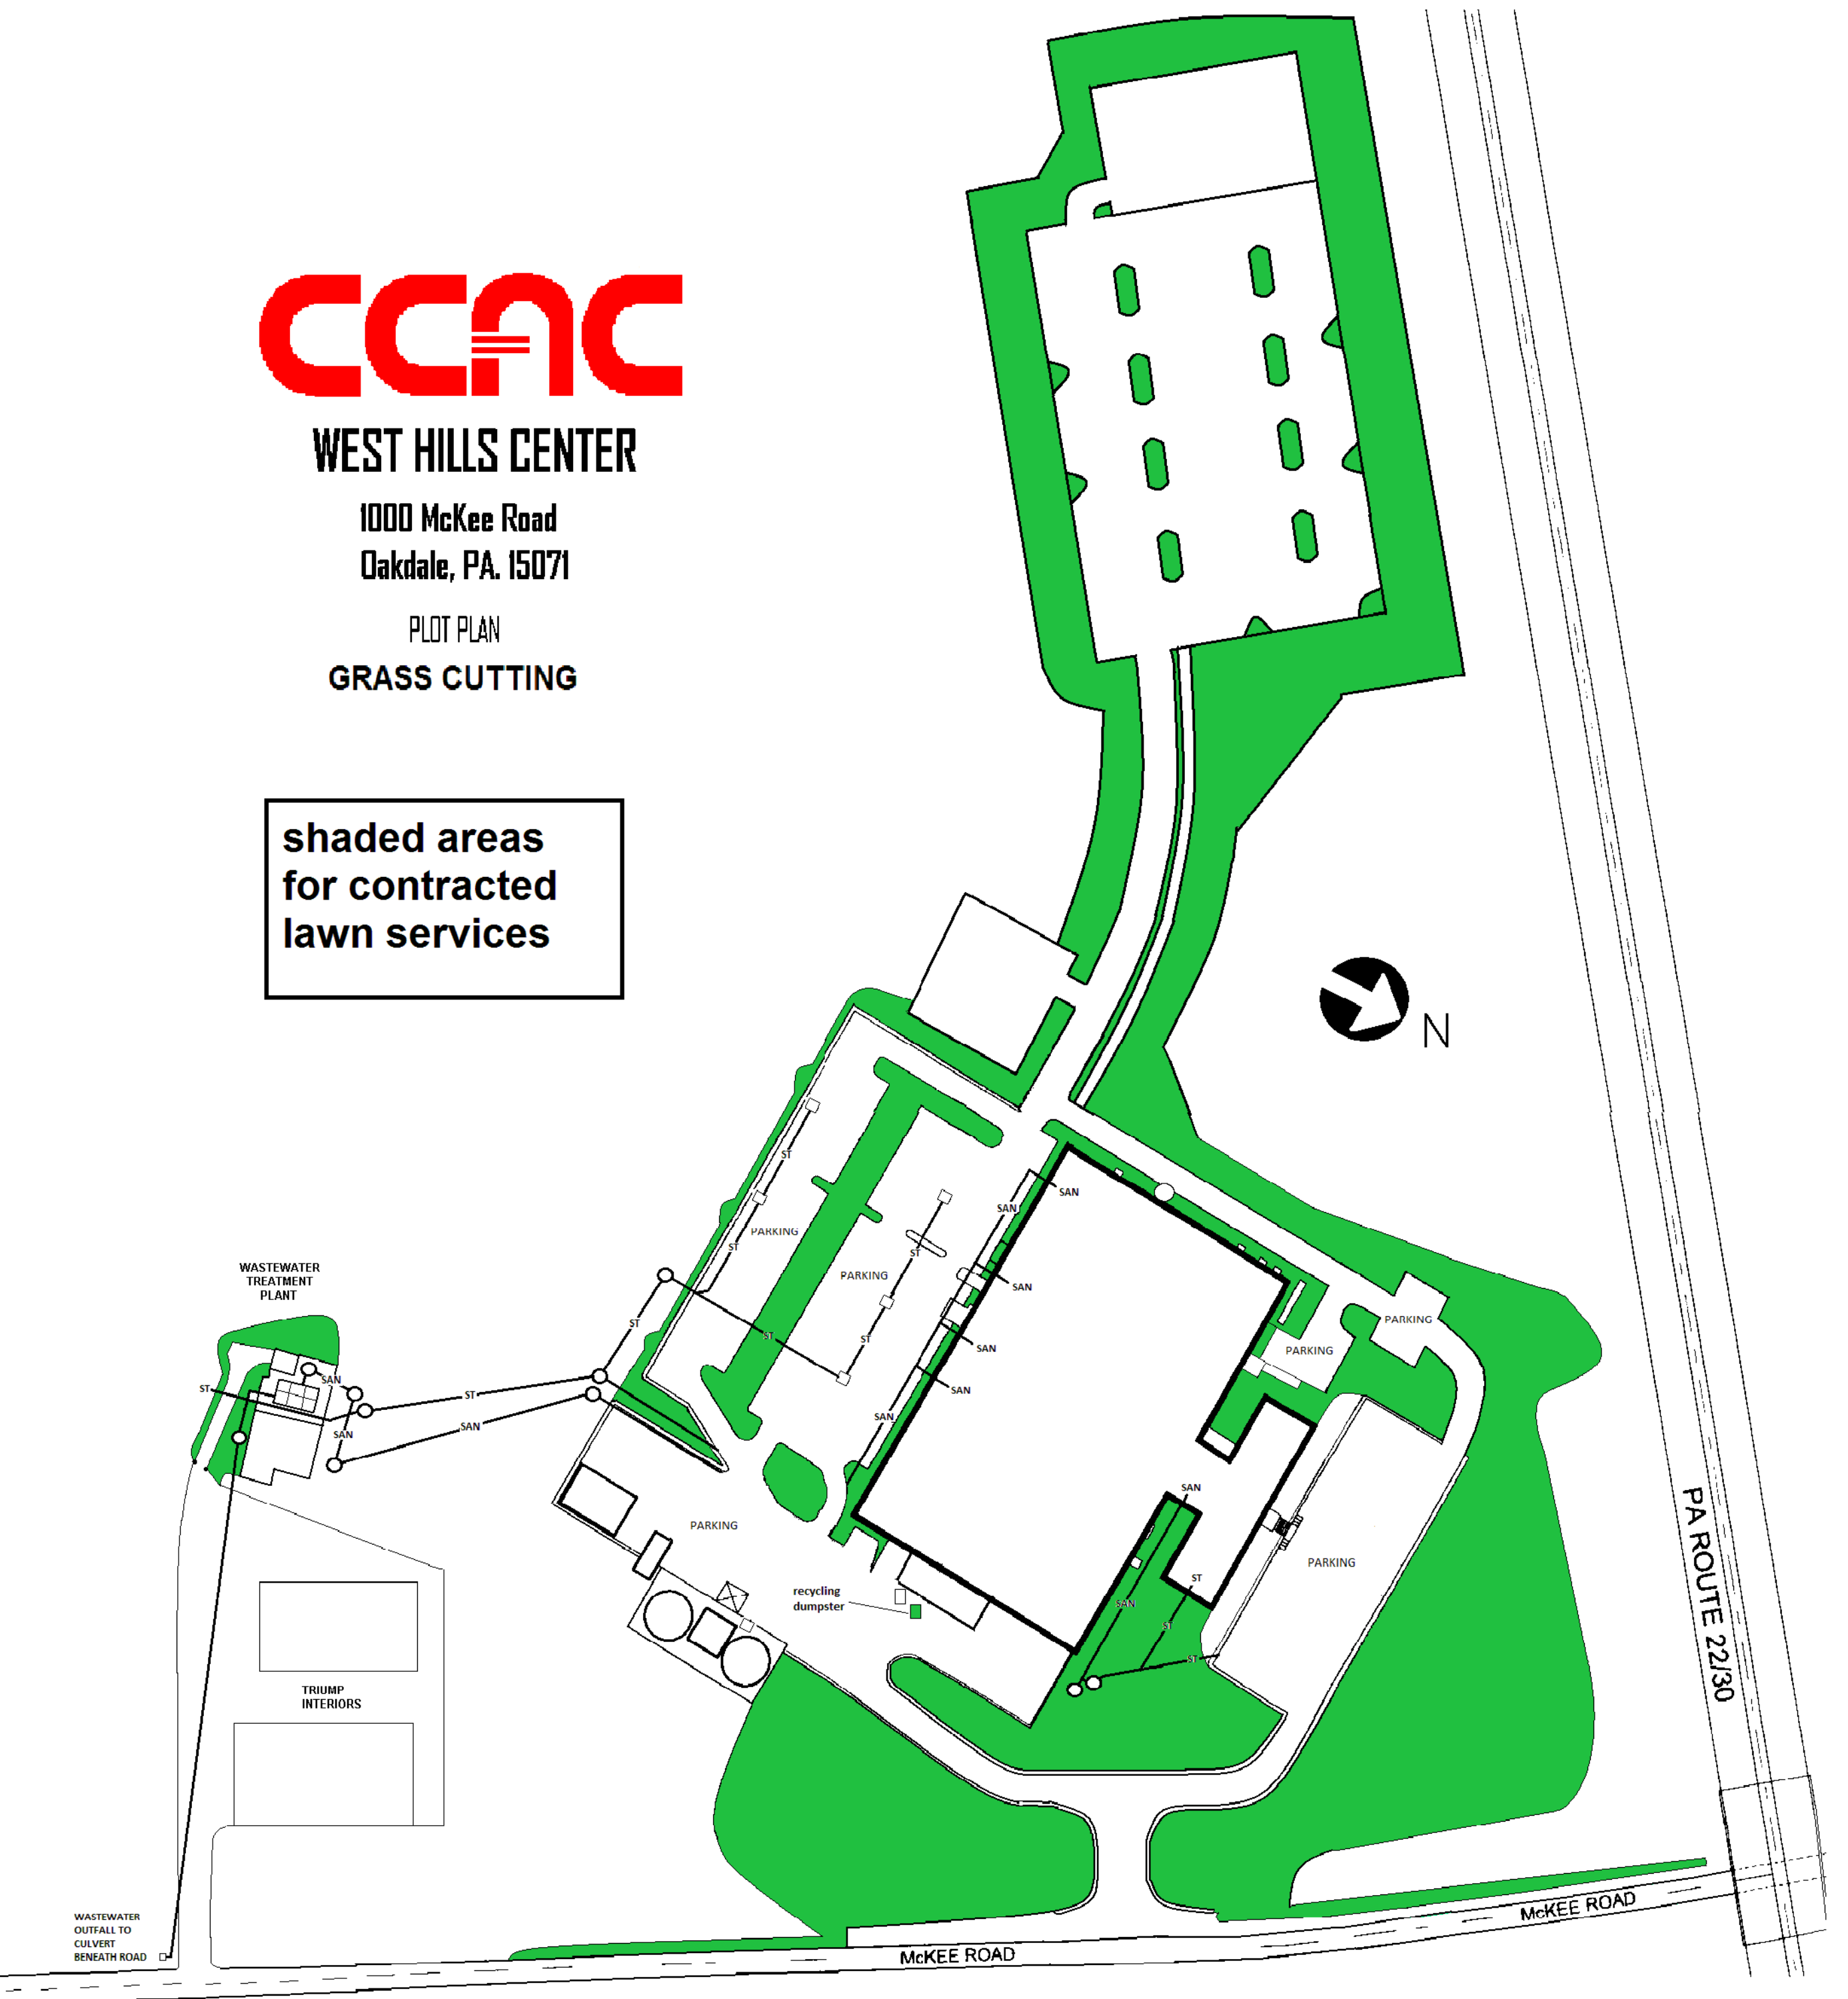 CCAC
WEST HILLS CENTER
1000 McKee Road
Oakdale, PA. 15071
PLOT PLAN
GRASS CUTTING
shaded areas
for contracted
lawn services
N
ST
SAN
SAN
PARKING
ST
ST
PARKING
SAN
WASTEWATER
TREATMENT
PLANT
ST
ST
ST
SAN
PARKING
PARKING
SAN
SAN
ST
SAN
ST
SAN
SAN
SAN
SAN
PARKING
SAN
PARKING
ST
recycling
dumpster
SAN
ST
ST
PA ROUTE 22/30
TRIUMP
INTERIORS
McKEE ROAD
WASTEWATER
OUTFALL TO
CULVERT
BENEATH ROAD
McKEE ROAD